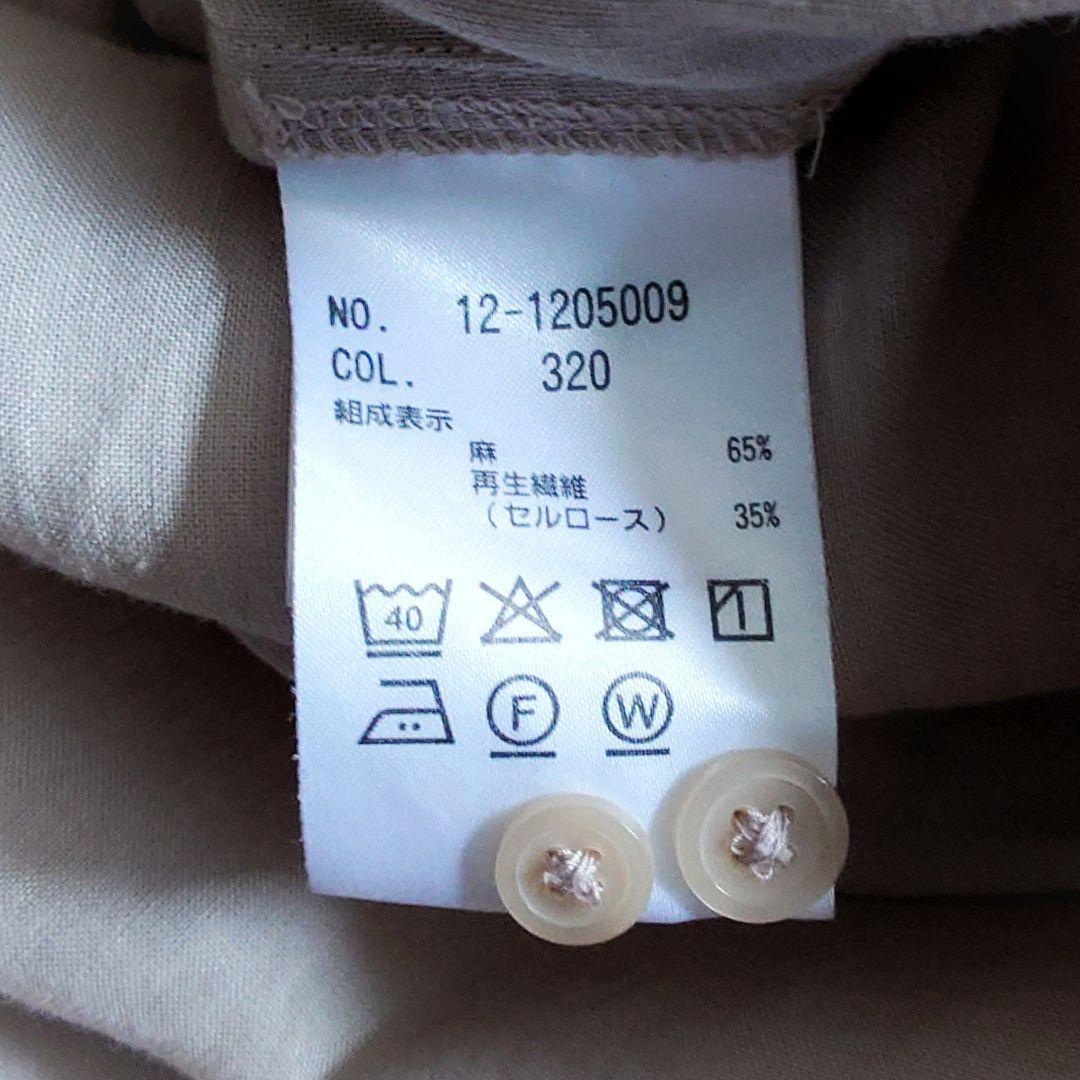 NO. 12-1205009
COL. 320
組成表示
麻 65%
再生繊維
(セルロース) 35%
40
F W